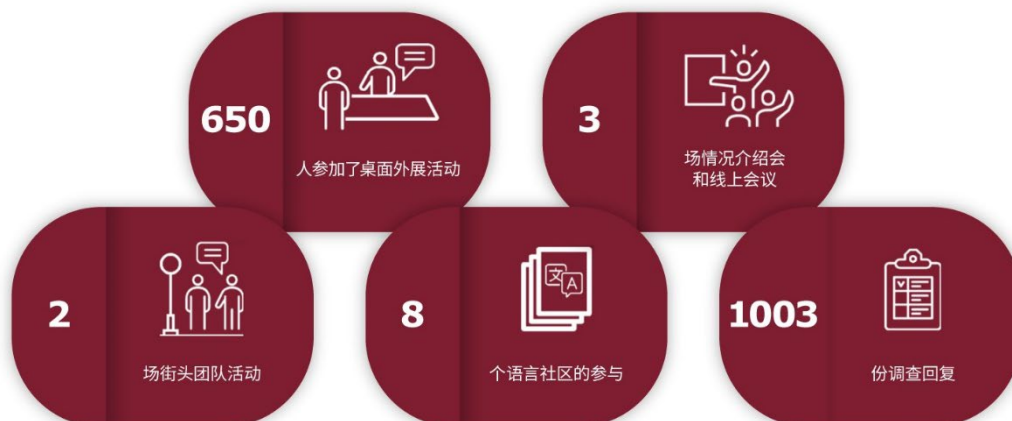 650
人参加了桌面外展活动
3
场情况介绍会
和线上会议
2
场街头团队活动
8
文A
个语言社区的参与
1003
份调查回复